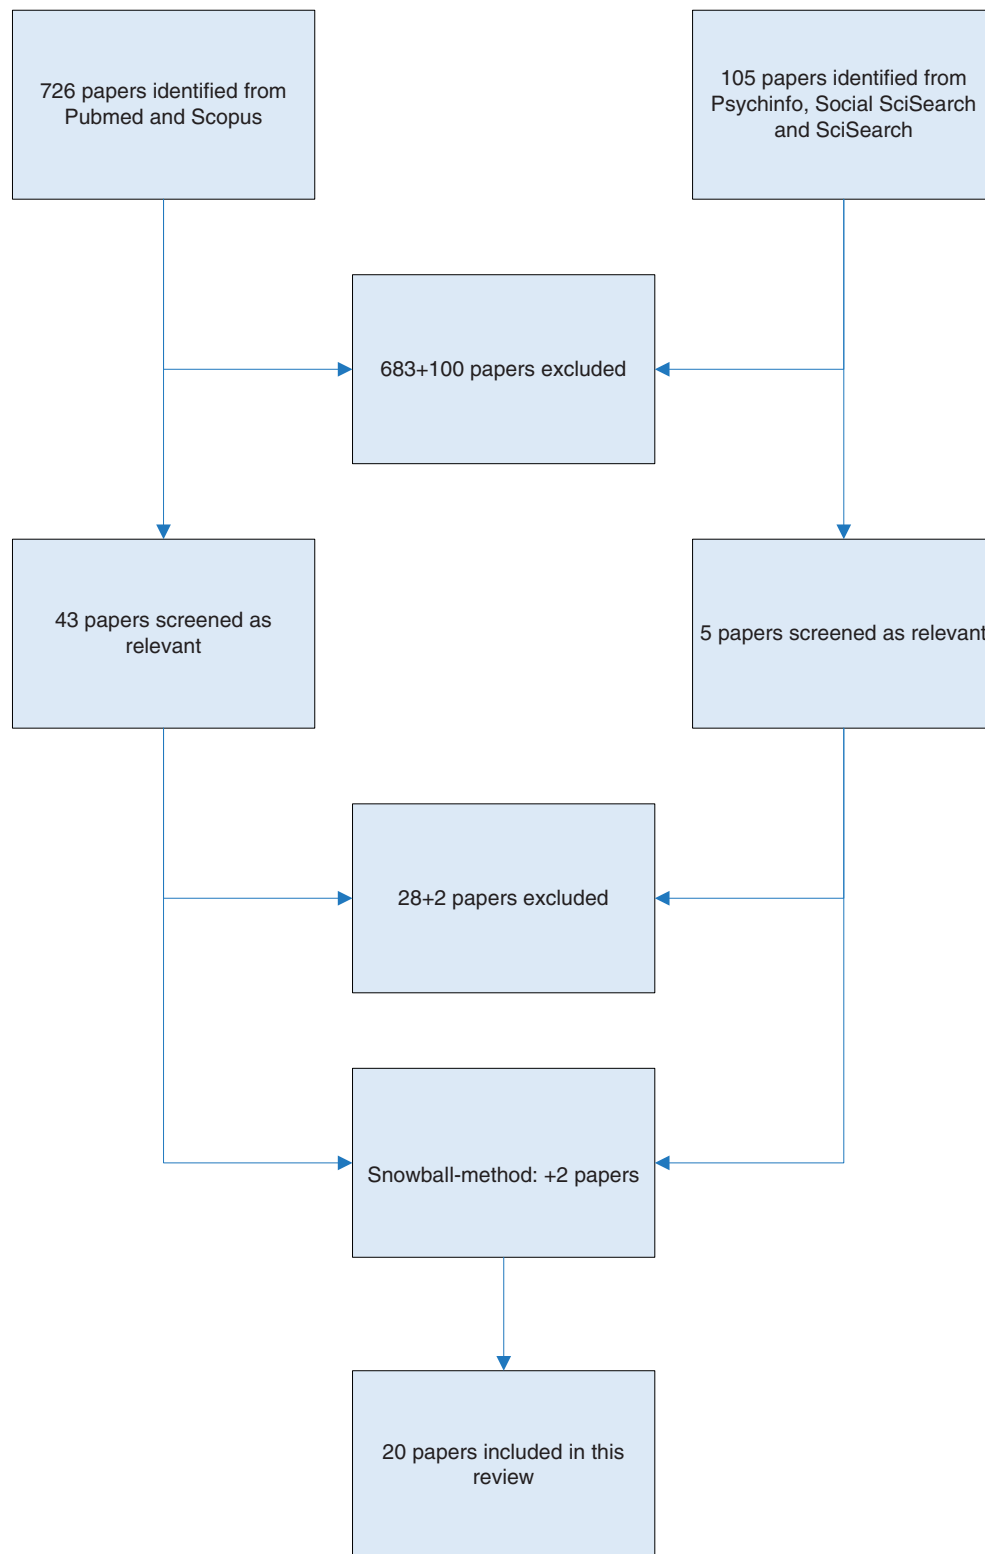 726 papers identified from
Pubmed and Scopus
105 papers identified from
Psychinfo, Social SciSearch
and SciSearch
683+100 papers excluded
43 papers screened as
relevant
5 papers screened as relevant
28+2 papers excluded
Snowball-method: +2 papers
20 papers included in this
review